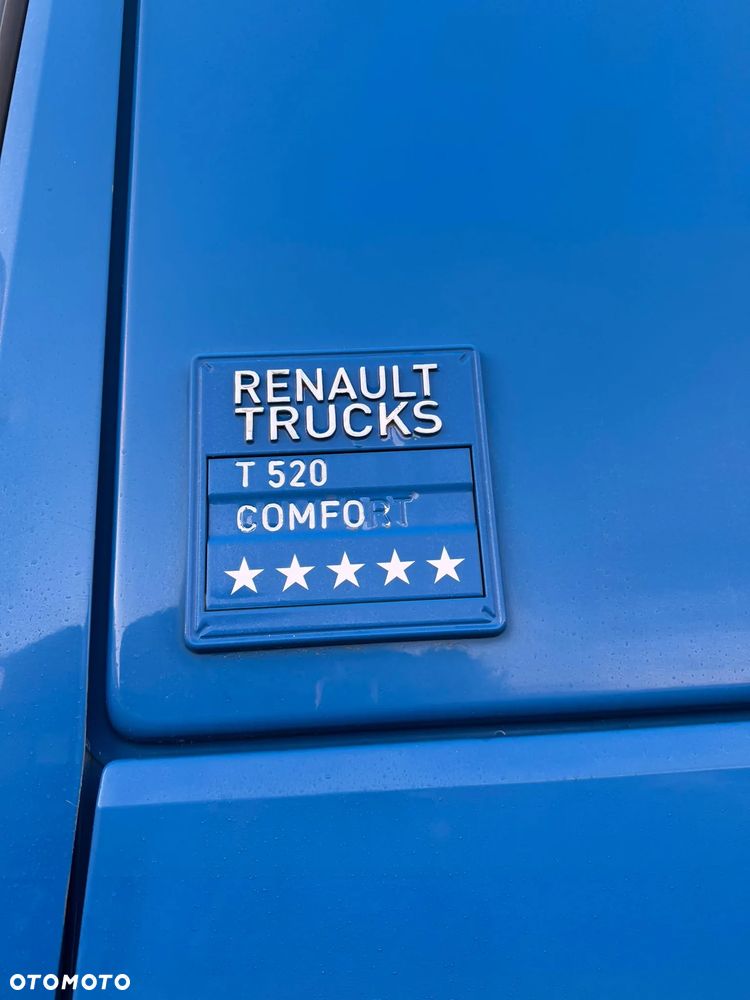 RENAULT
TRUCKS
T 520
COMFORT
OTOMOTO